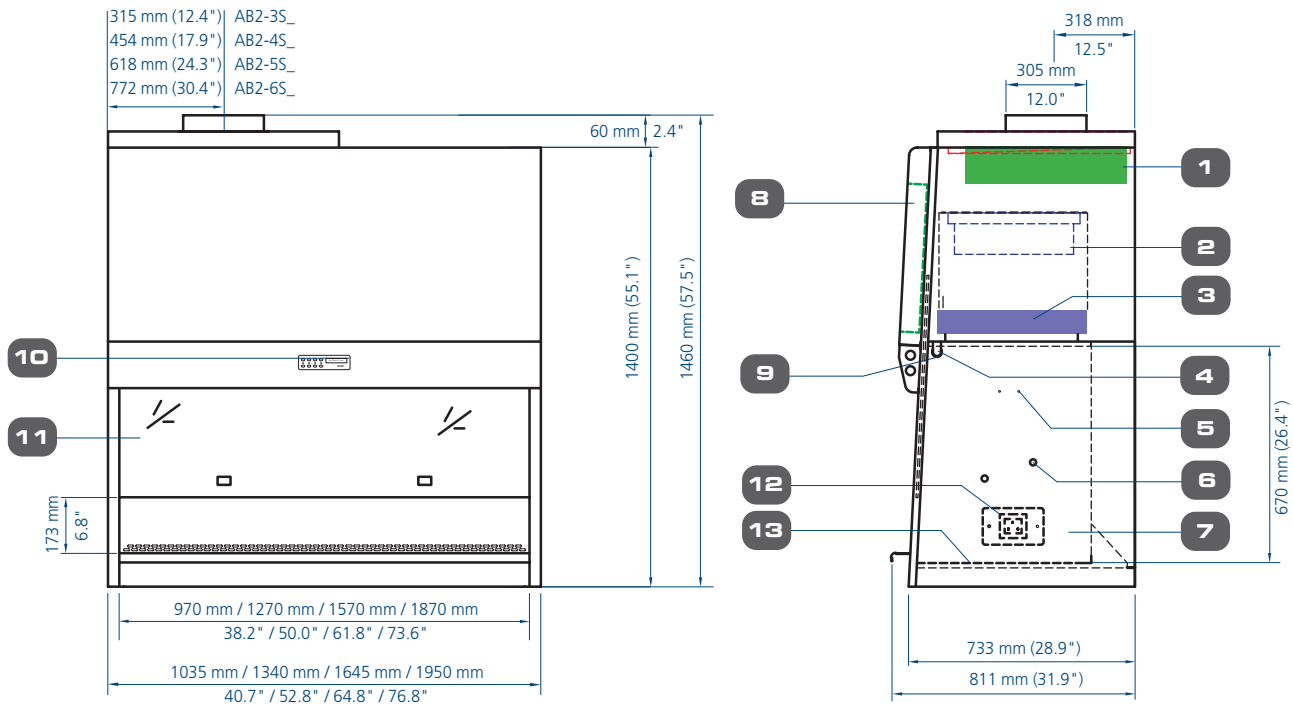 315 mm (12.4") AB2-3S_
454 mm (17.9") AB2-4S_
618 mm (24.3") AB2-5S_
772 mm (30.4") AB2-6S_
60 mm 2.4"
1400 mm (55.1")
1460 mm (57.5")
10
11
173 mm
6.8"
970 mm / 1270 mm / 1570 mm / 1870 mm
38.2" / 50.0" / 61.8" / 73.6"
1035 mm / 1340 mm / 1645 mm / 1950 mm
40.7" / 52.8" / 64.8" / 76.8"
318 mm
12.5"
305 mm
12.0"
8
9
12
13
1
2
3
4
5
6
7
670 mm (26.4")
733 mm (28.9")
811 mm (31.9")